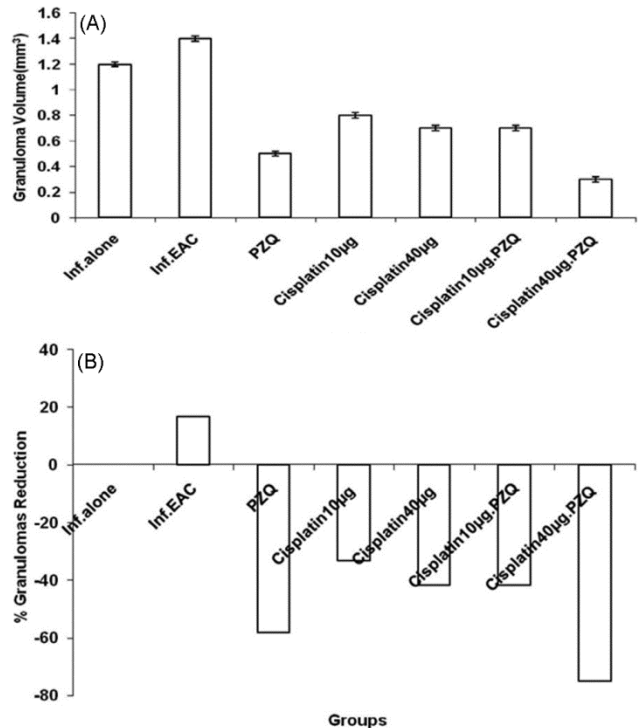 (A)
Granuloma Volume(mm³)
1.6
1.4
1.2
1
0.8
0.6
0.4
0.2
0
Inf.alone
Inf.EAC
PZQ
Cisplatin10µg
Cisplatin40µg
Cisplatin10µg.PZQ
Cisplatin40µg.PZQ
(B)
% Granulomas Reduction
40
20
0
-20
-40
-60
-80
Inf.alone
Inf.EAC
PZQ
Cisplatin10µg
Cisplatin40µg
Cisplatin10µg.PZQ
Cisplatin40µg.PZQ
Groups